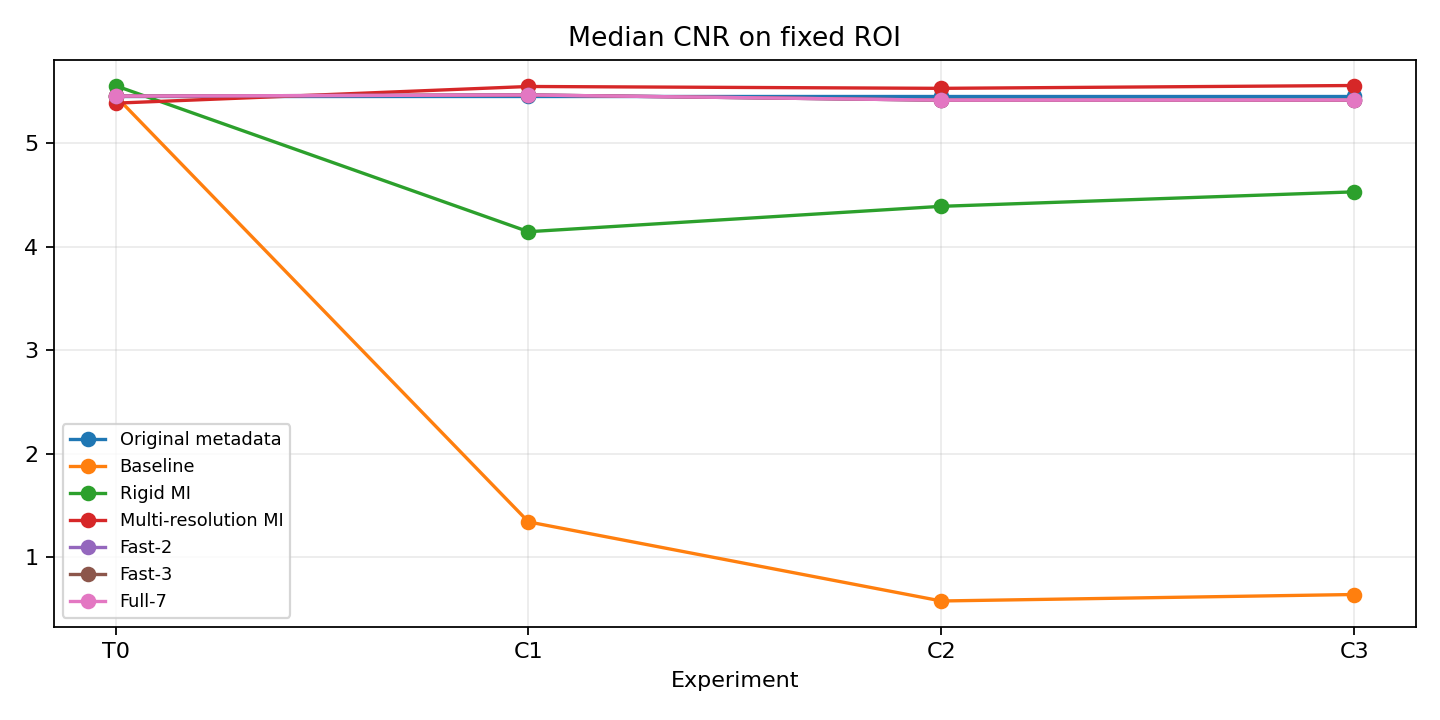 Median CNR on fixed ROI
5
4
3
2
1
Original metadata
Baseline
Rigid MI
Multi-resolution MI
Fast-2
Fast-3
Full-7
T0 C1 C2 C3
Experiment